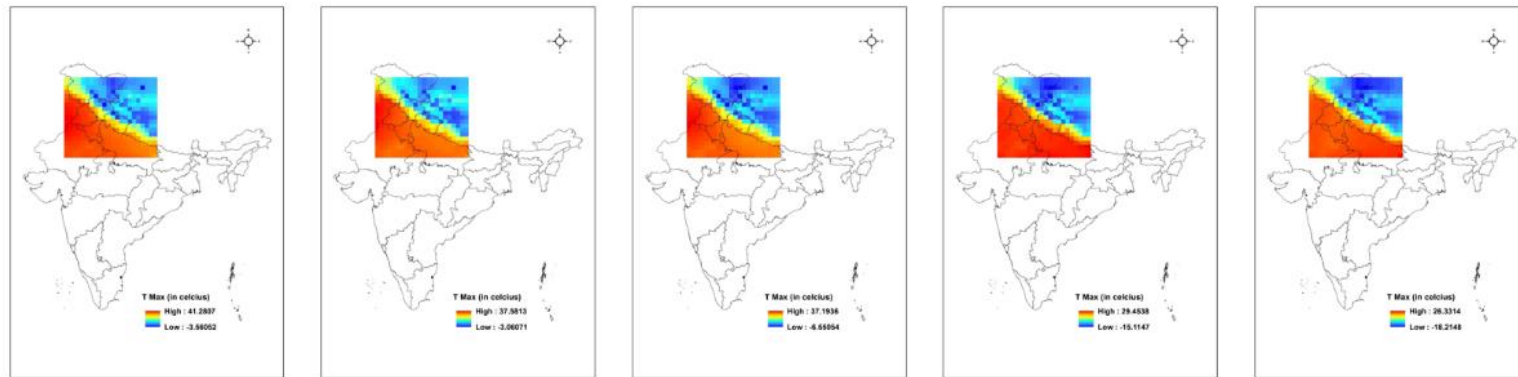 T Max (in celcius)
High : 41.2807
Low : -3.56052
T Max (in celcius)
High : 37.5813
Low : -3.06071
T Max (in celcius)
High : 37.1936
Low : -6.55054
T Max (in celcius)
High : 29.4538
Low : -15.1147
T Max (in celcius)
High : 26.3314
Low : -18.2148